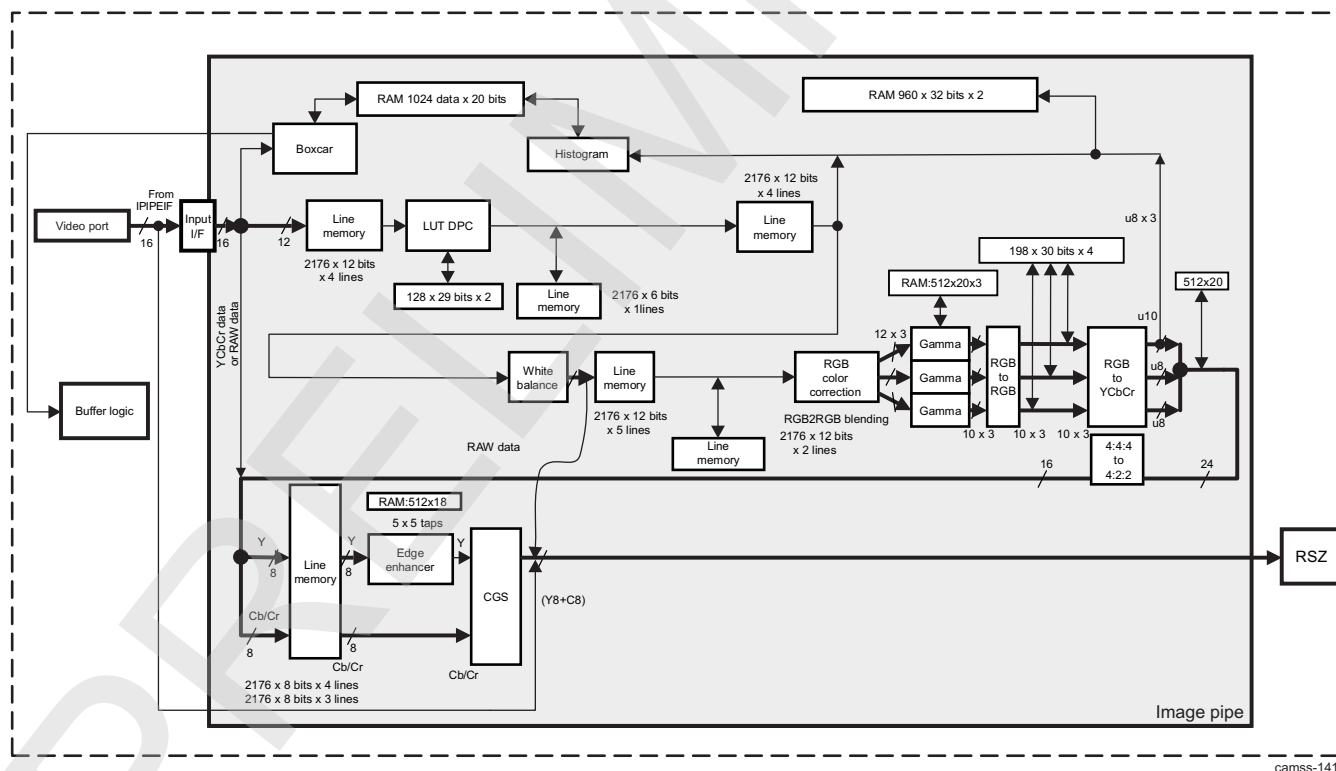 RAM 1024 data x 20 bits
RAM 960 x 32 bits x 2
Boxcar
Histogram
2176 x 12 bits
x 4 lines
From
IPIPEIF
Video port
16
Input
I/F
16
12
Line
memory
2176 x 12 bits
x 4 lines
LUT DPC
128 x 29 bits x 2
Line
memory
2176 x 6 bits
x 1lines
Line
memory
u8 x 3
198 x 30 bits x 4
RAM:512x20x3
512x20
YCbCr data
or RAW data
Buffer logic
White
balance
Line
memory
2176 x 12 bits
x 5 lines
Line
memory
RGB
color
correction
RGB2RGB blending
2176 x 12 bits
x 2 lines
12 x 3
Gamma
Gamma
Gamma
10 x 3
RGB
to
RGB
10 x 3
10 x 3
RGB
to
YCbCr
u10
u8
u8
RAW data
16
4:4:4
to
4:2:2
24
RAM:512x18
5 x 5 taps
Y
8
Line
memory
Y
8
Edge
enhancer
Y
CGS
(Y8+C8)
RSZ
Cb/Cr
8
8
Cb/Cr
Cb/Cr
2176 x 8 bits x 4 lines
2176 x 8 bits x 3 lines
Image pipe
camss-141
PRELIM